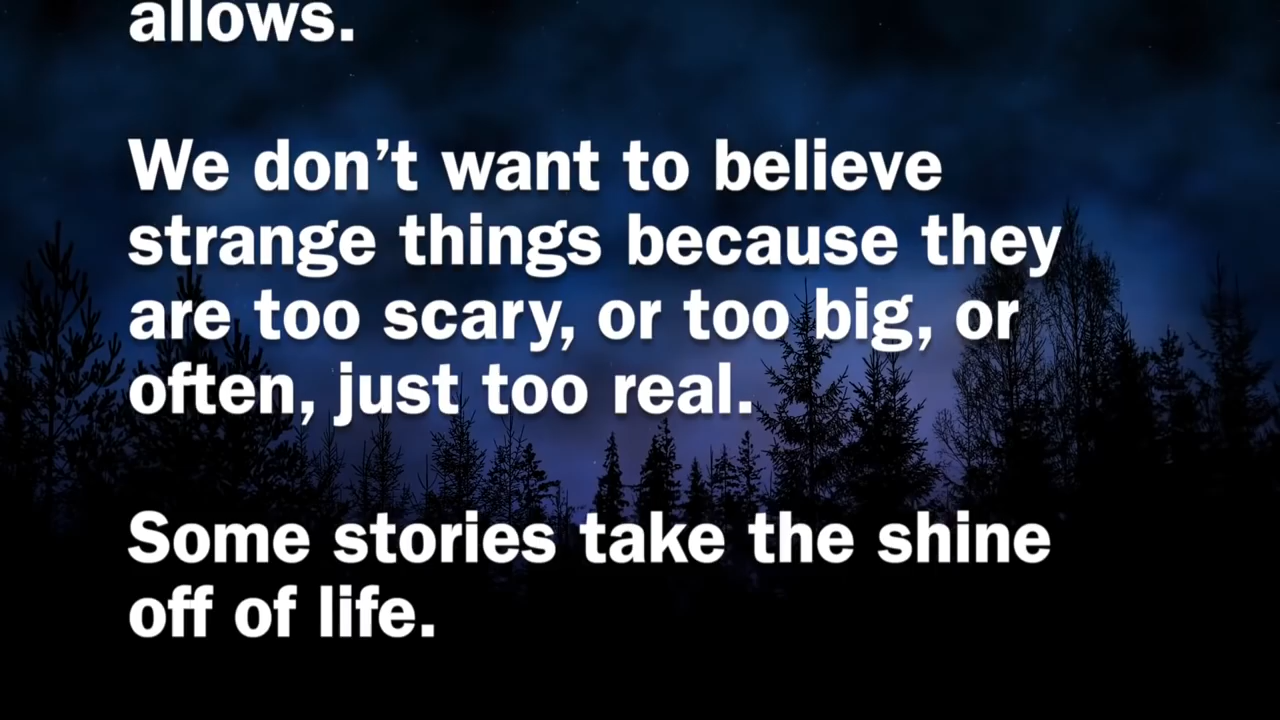 allows.
We don’t want to believe
strange things because they
are too scary, or too big, or
often, just too real.
Some stories take the shine
off of life.